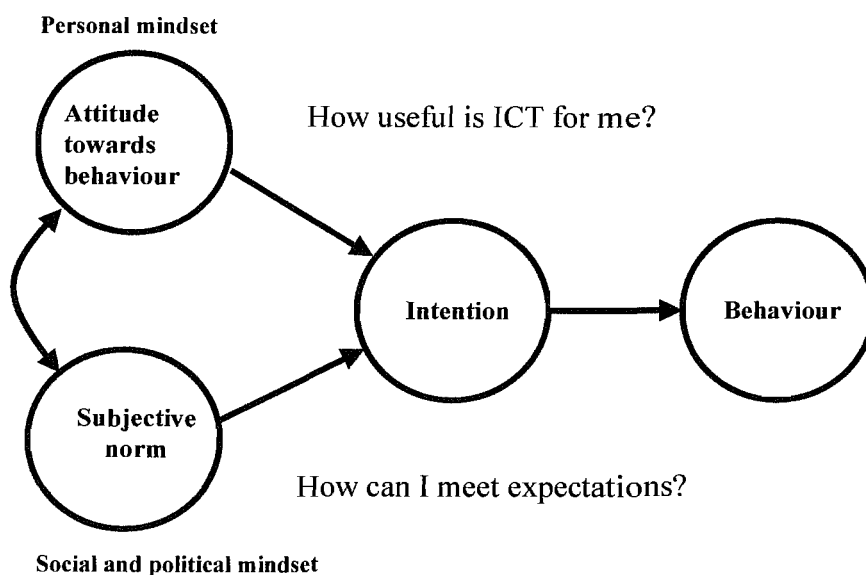 Personal mindset
Attitude
towards
behaviour
How useful is ICT for me?
Intention
Behaviour
Subjective
norm
How can I meet expectations?
Social and political mindset